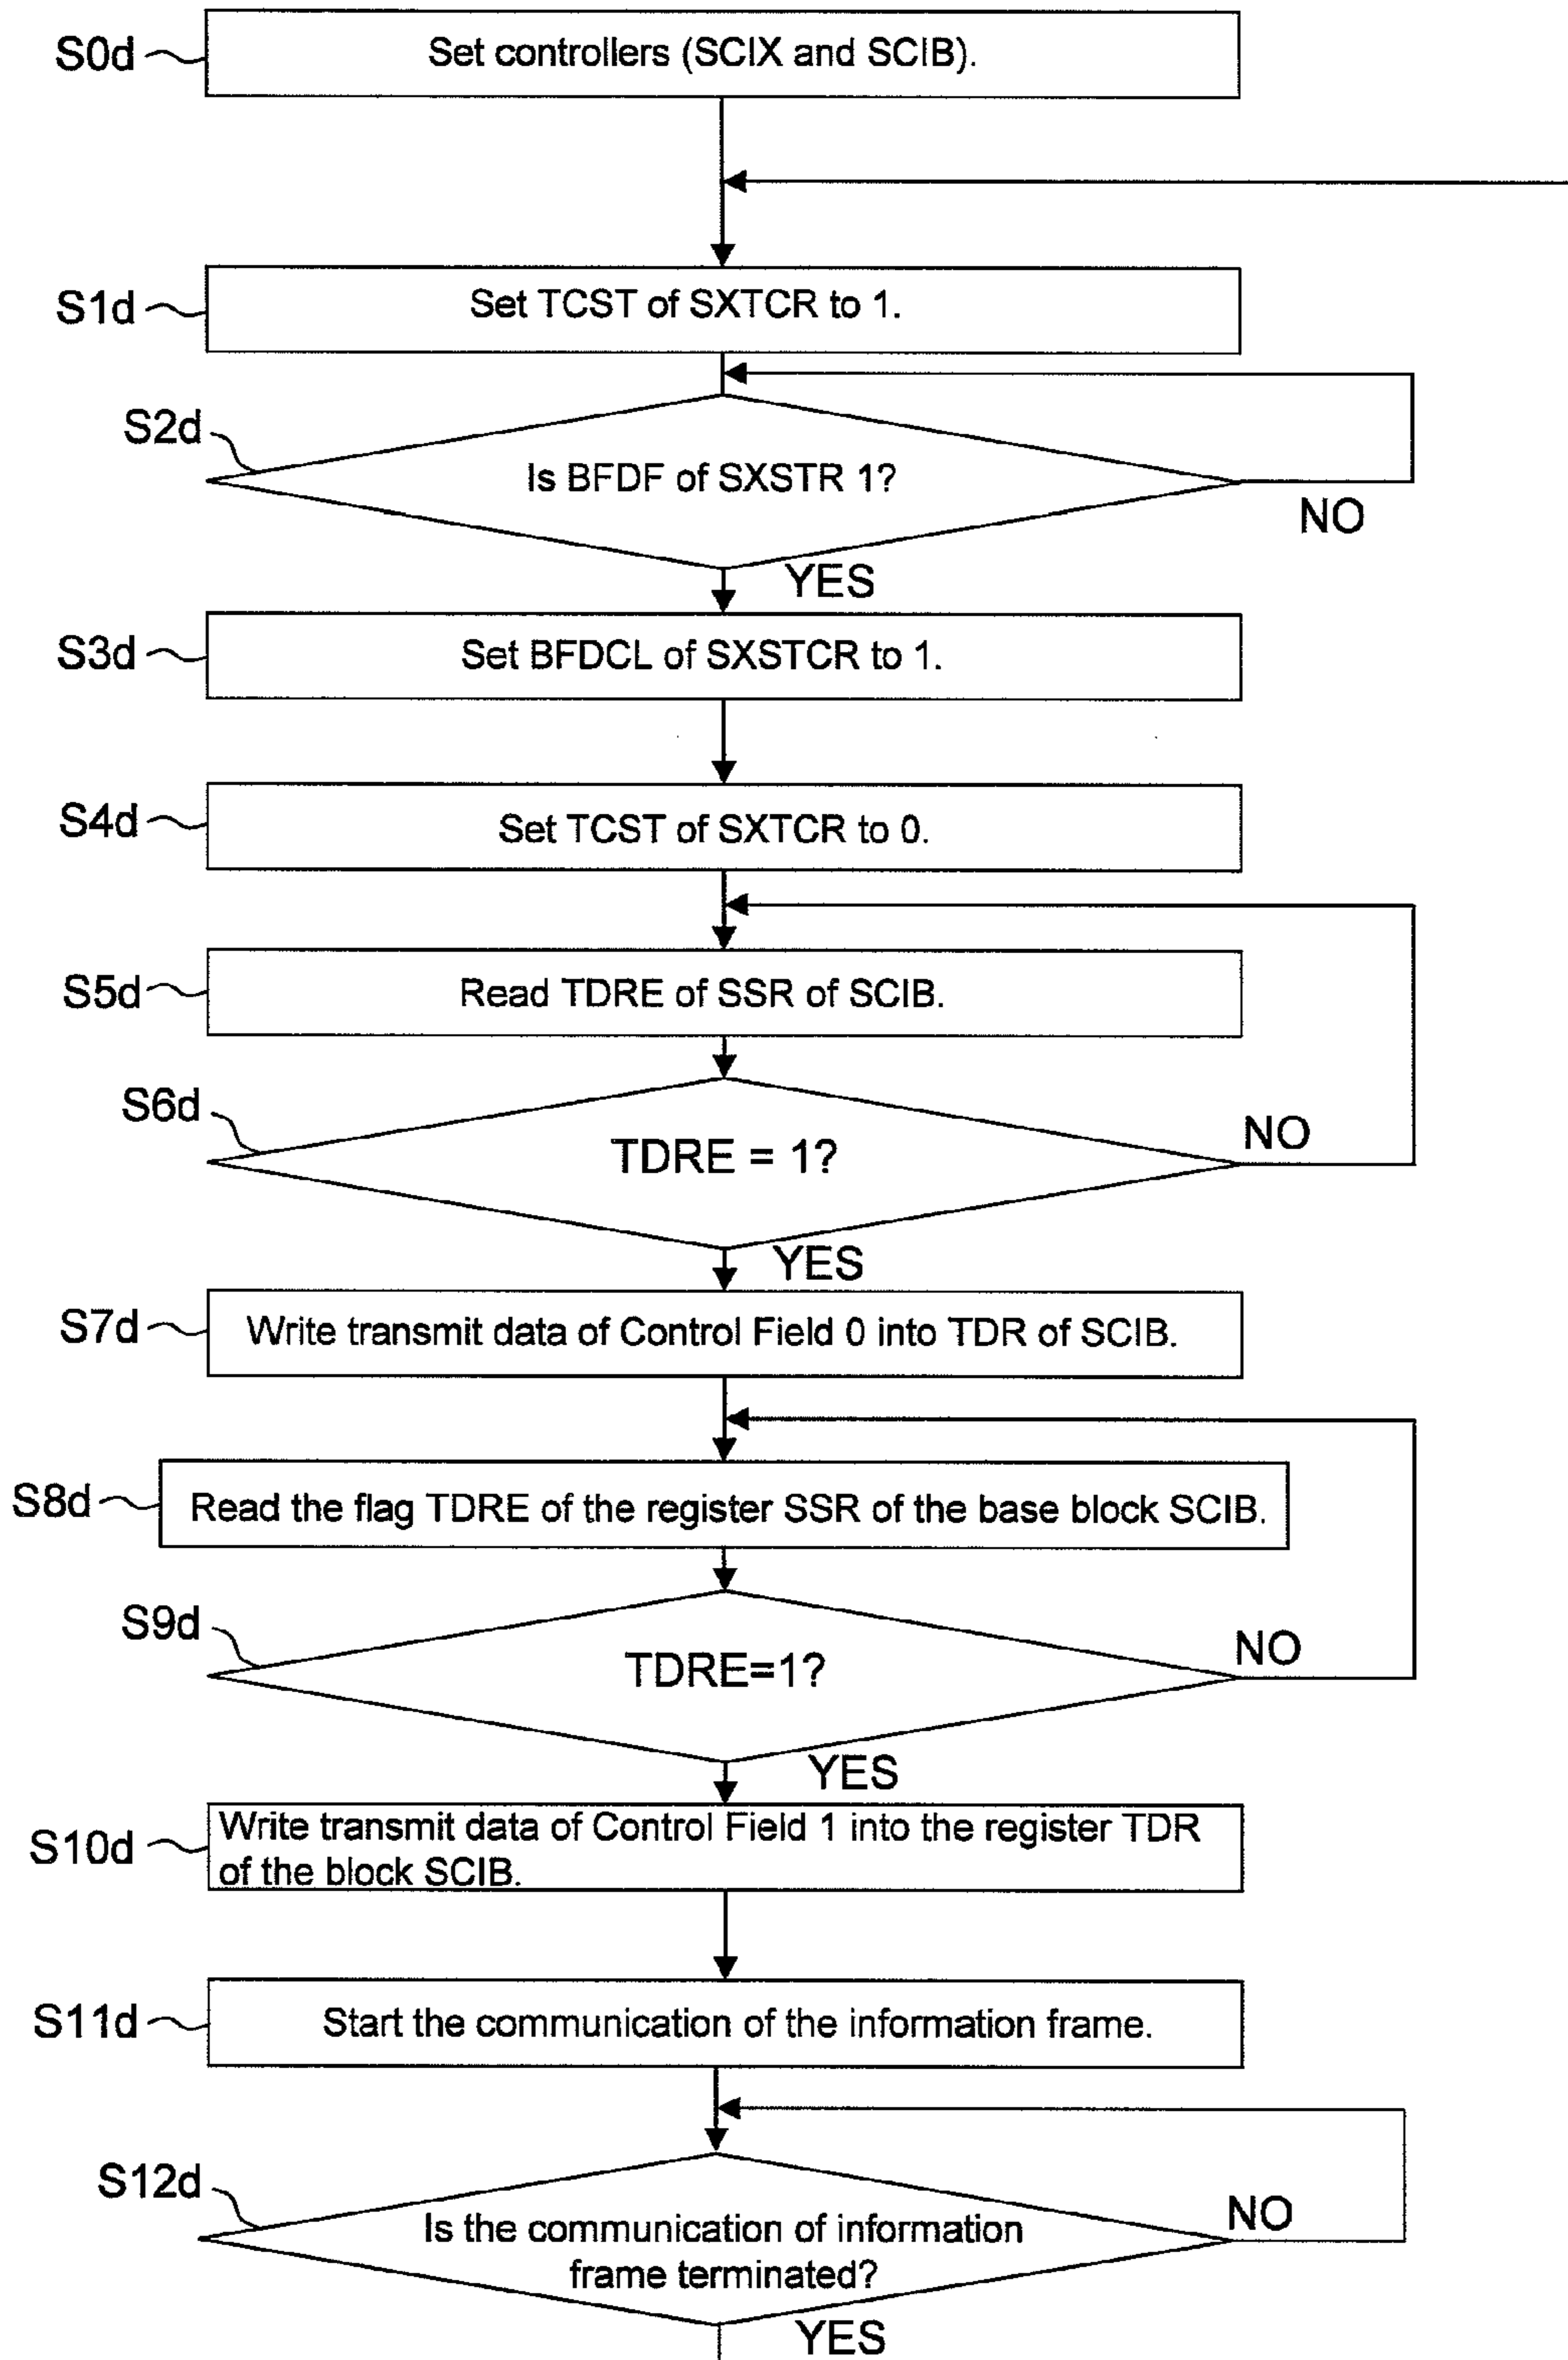 S0d
Set controllers (SCIX and SCIB).
S1d
Set TCST of SXTCR to 1.
S2d
Is BFDF of SXSTR 1?
NO
YES
S3d
Set BFDCL of SXSTCR to 1.
S4d
Set TCST of SXTCR to 0.
S5d
Read TDRE of SSR of SCIB.
S6d
TDRE = 1?
NO
YES
S7d
Write transmit data of Control Field 0 into TDR of SCIB.
S8d
Read the flag TDRE of the register SSR of the base block SCIB.
S9d
TDRE=1?
NO
YES
S10d
Write transmit data of Control Field 1 into the register TDR
of the block SCIB.
S11d
Start the communication of the information frame.
S12d
Is the communication of information
frame terminated?
NO
YES